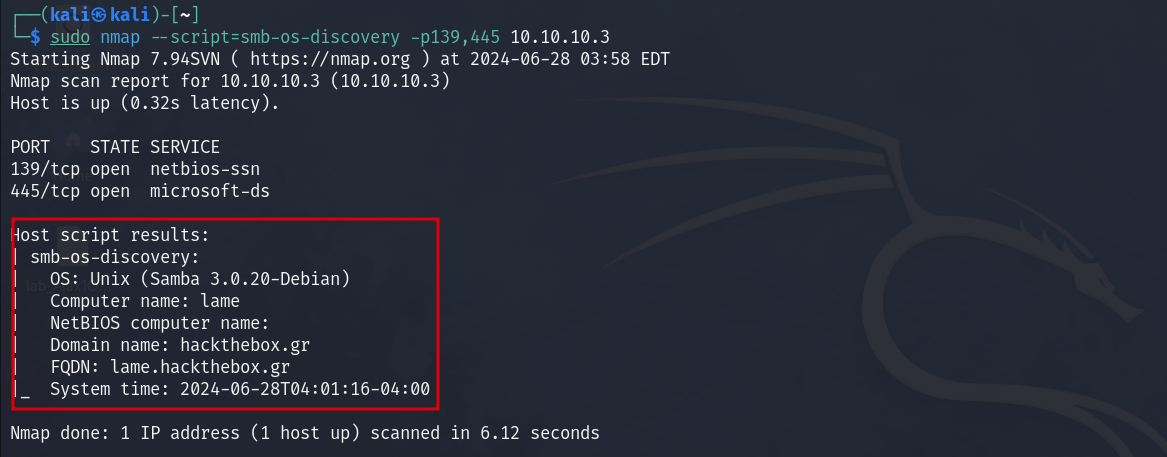 ┌──(kali㉿kali)-[~]
└─$ sudo nmap --script=smb-os-discovery -p139,445 10.10.10.3
Starting Nmap 7.94SVN ( https://nmap.org ) at 2024-06-28 03:58 EDT
Nmap scan report for 10.10.10.3 (10.10.10.3)
Host is up (0.32s latency).
PORT    STATE SERVICE
139/tcp open  netbios-ssn
445/tcp open  microsoft-ds
Host script results:
| smb-os-discovery:
|   OS: Unix (Samba 3.0.20-Debian)
|   Computer name: lame
|   NetBIOS computer name:
|   Domain name: hackthebox.gr
|   FQDN: lame.hackthebox.gr
|_  System time: 2024-06-28T04:01:16-04:00
Nmap done: 1 IP address (1 host up) scanned in 6.12 seconds